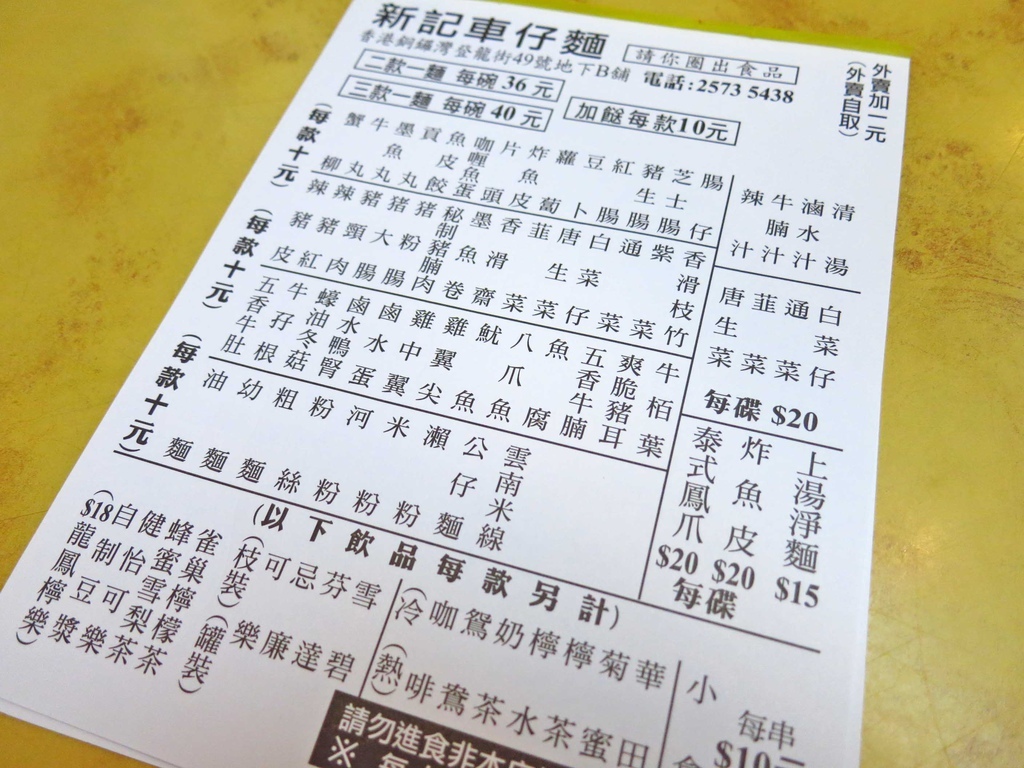 新記車仔麵
香港銅鑼灣登龍街49號地下B舖 電話:2573 5438
請你圈出食品
外賣加一元
(外賣自取)
二款一麵 每碗 36 元
三款一麵 每碗 40 元
加餸每款10元
(每款十元)
蟹柳
牛丸
墨魚丸
貢丸
魚皮餃
咖喱魚蛋
片頭
炸魚皮
蘿蔔
豆卜
紅腸
豬生腸
芝士腸
腸仔
(每款十元)
辣豬皮
辣豬紅
豬頸肉
豬大腸
豬粉腸
秘制豬腩肉
墨魚卷
香滑齋
韮菜
唐生菜
白菜仔
通菜
紫菜
香滑枝竹
(每款十元)
五香牛肚
牛孖根
蠔油冬菇
鹵水鴨腎
鹵水蛋
雞中翼
雞翼尖
魷魚
八爪魚
魚腐
五香牛腩
爽脆豬耳
牛栢葉
油麵
幼麵
粗麵
粉絲
河粉
米粉
瀨粉
公仔麵
雲南米線
辣汁
牛腩汁
滷水汁
清湯
唐生菜
韮菜
通菜
白菜仔
每碟 $20
泰式鳳爪 $20
炸魚皮 $20
每碟
上湯淨麵 $15
(以下飲品每款另計)
($18)
龍鳳檸樂
自制豆漿
健怡可樂
蜂蜜雪梨茶
雀巢檸檬茶
(罐裝)
(枝裝)
可樂
忌廉
芬達
雪碧
(冷)(熱)
咖啡
鴛鴦
奶茶
檸水
檸茶
菊蜜
華田
小食
每串
$10
請勿進食非本店
※